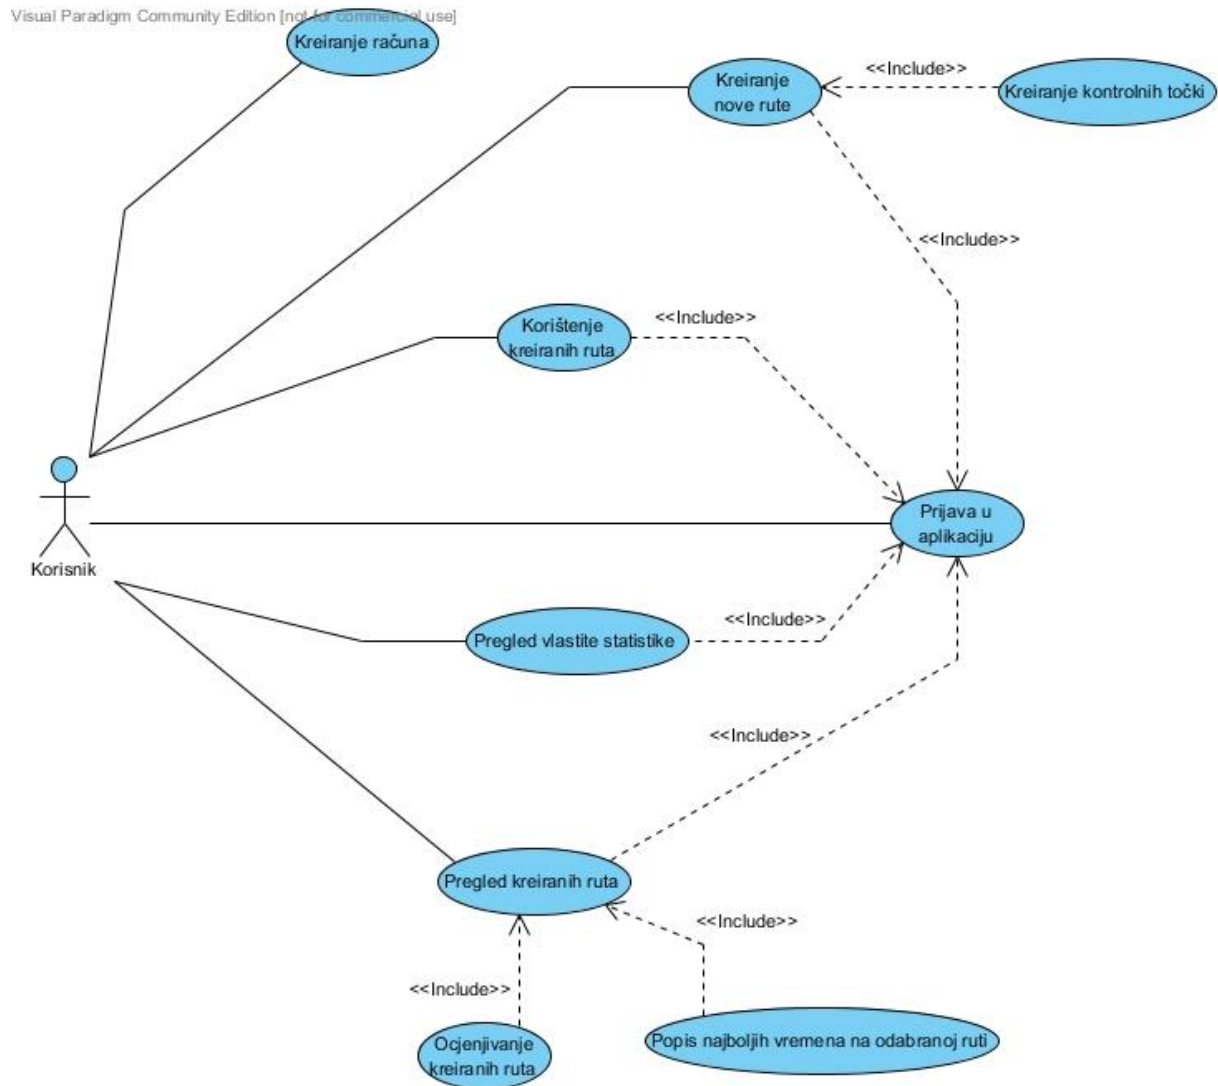 Visual Paradigm Community Edition [not for commercial use]
Kreiranje računa
Kreiranje
nove rute
<<Include>>
Kreiranje kontrolnih točki
<<Include>>
Korištenje
kreiranih ruta
<<Include>>
Prijava u
aplikaciju
Korisnik
Pregled vlastite statistike
<<Include>>
<<Include>>
Pregled kreiranih ruta
<<Include>>
<<Include>>
Ocjenjivanje
kreiranih ruta
Popis najboljih vremena na odabranoj ruti